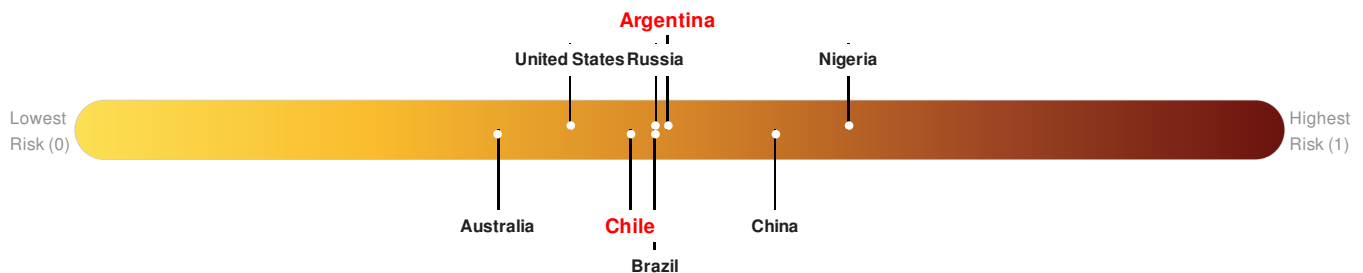 Argentina
United States Russia Nigeria
Lowest
Risk (0)
Highest
Risk (1)
Australia Chile China
Brazil